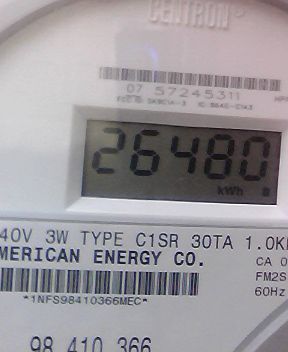 CENTRON
07 57245311
26480
kWh
40V 3W TYPE C1SR 30TA 1.0K
MERICAN ENERGY CO.
CA 0
FM2S
60Hz
*1NFS98410366MEC*
98 410 366